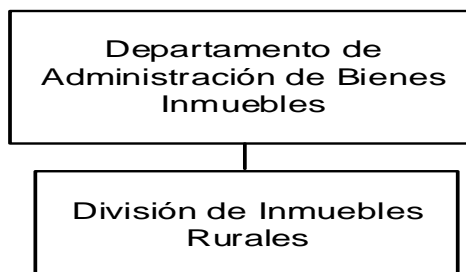 Departamento de
Administración de Bienes
Inmuebles
División de Inmuebles
Rurales